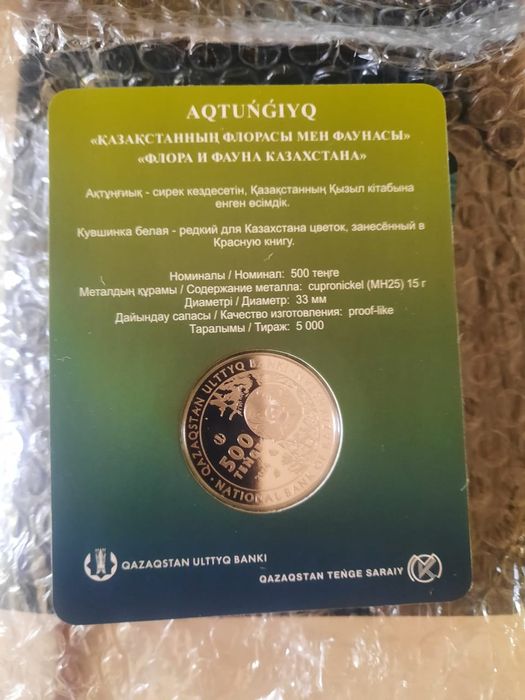 AQTUŃǴIYQ
«ҚАЗАҚСТАННЫҢ ФЛОРАСЫ МЕН ФАУНАСЫ»
«ФЛОРА И ФАУНА КАЗАХСТАНА»
Ақтұңғиық - сирек кездесетін, Қазақстанның Қызыл кітабына
енген өсімдік.
Кувшинка белая - редкий для Казахстана цветок, занесённый в
Красную книгу.
Номиналы / Номинал: 500 теңге
Металдың құрамы / Содержание металла: cupronickel (МН25) 15 г
Диаметрі / Диаметр: 33 мм
Дайындау сапасы / Качество изготовления: proof-like
Таралымы / Тираж: 5 000
QAZAQSTAN ULTTYQ BANKI
500
TENGE
NATIONAL BANK OF
QAZAQSTAN ULTTYQ BANKI
QAZAQSTAN TEŃGE SARAIY